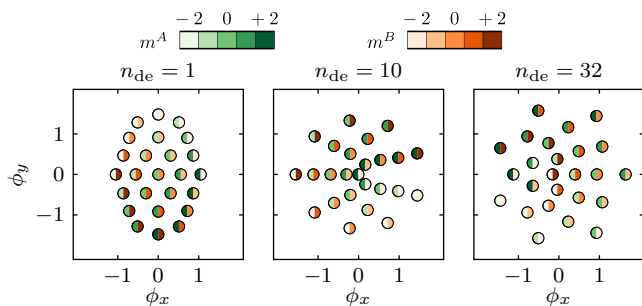 −2 0 +2 −2 0 +2
m^A m^B
n_de = 1 n_de = 10 n_de = 32
1
0
−1
ϕ_y
−1 0 1 −1 0 1 −1 0 1
ϕ_x ϕ_x ϕ_x